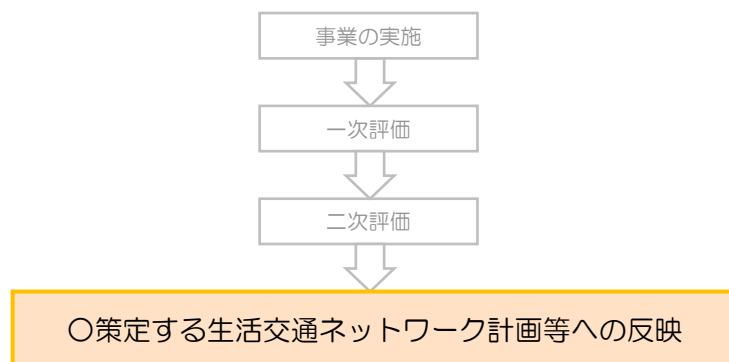 事業の実施
一次評価
二次評価
〇策定する生活交通ネットワーク計画等への反映